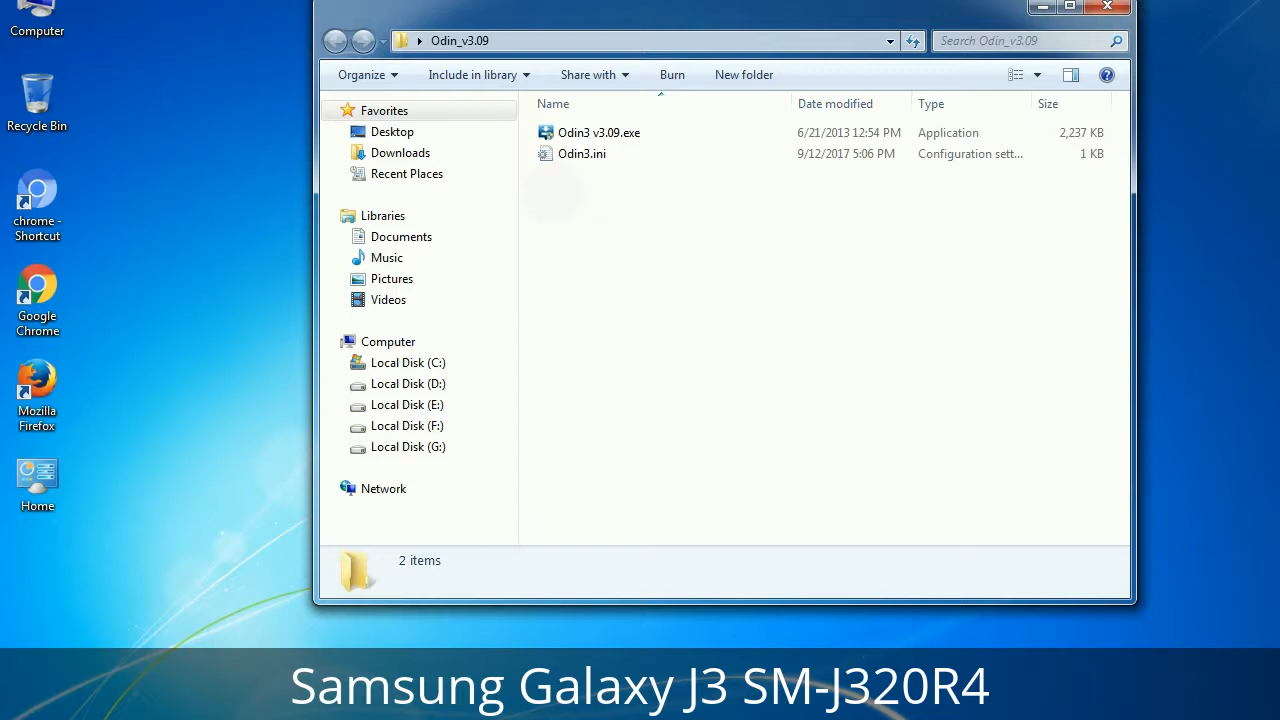 Computer
Recycle Bin
chrome -
Shortcut
Google
Chrome
Mozilla
Firefox
Home
Odin_v3.09
Search Odin_v3.09
Organize
Include in library
Share with
Burn
New folder
Favorites
Desktop
Downloads
Recent Places
Libraries
Documents
Music
Pictures
Videos
Computer
Local Disk (C:)
Local Disk (D:)
Local Disk (E:)
Local Disk (F:)
Local Disk (G:)
Network
Name Date modified Type Size
Odin3 v3.09.exe 6/21/2013 12:54 PM Application 2,237 KB
Odin3.ini 9/12/2017 5:06 PM Configuration sett... 1 KB
2 items
Samsung Galaxy J3 SM-J320R4